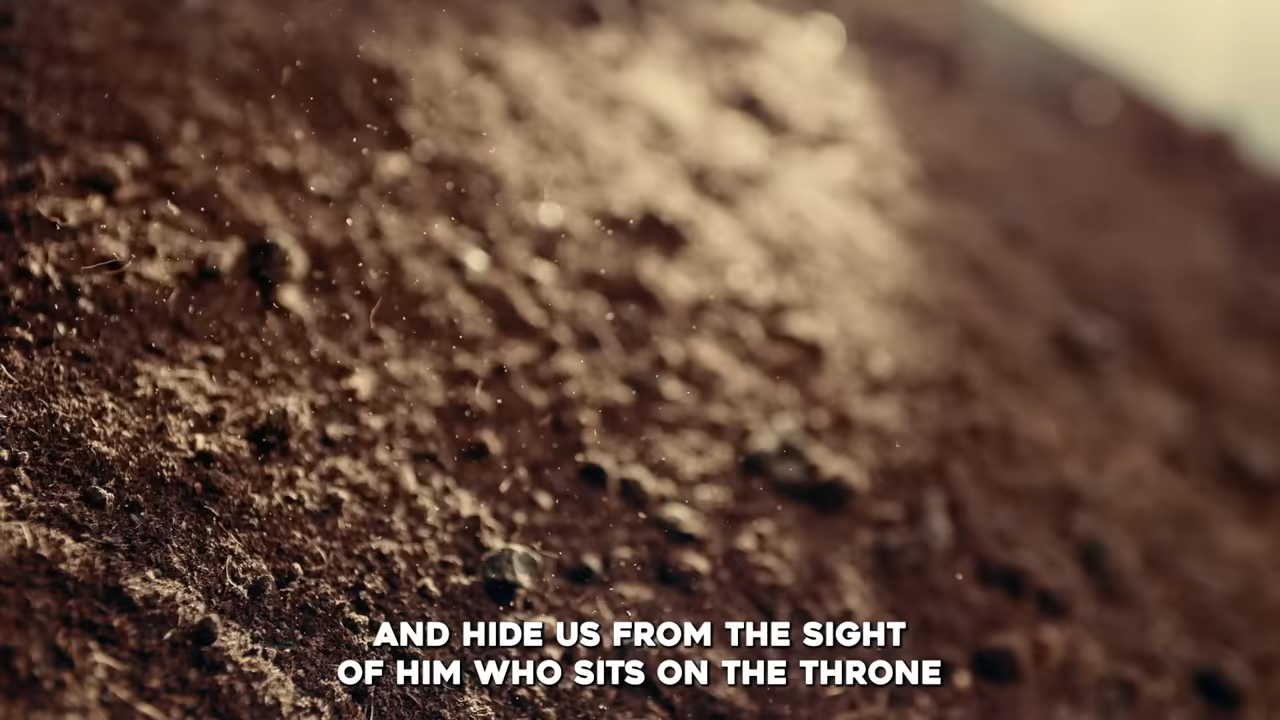 AND HIDE US FROM THE SIGHT
OF HIM WHO SITS ON THE THRONE